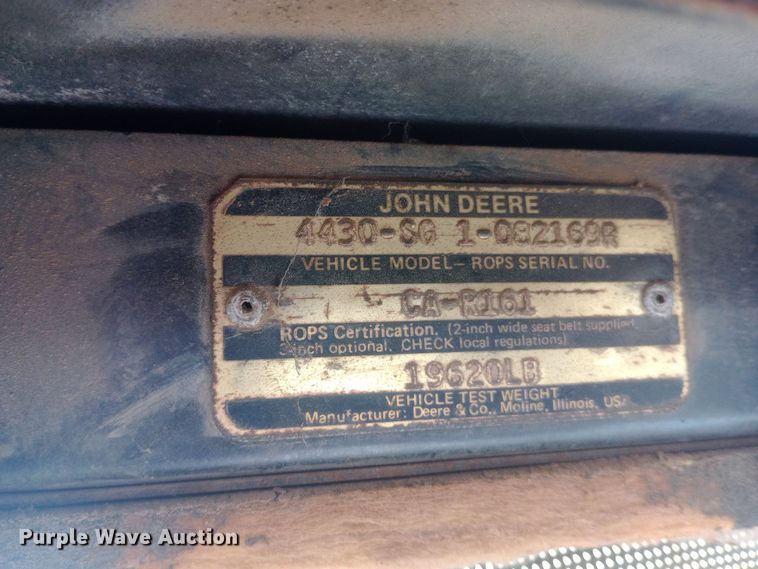 JOHN DEERE
4430-SG 1-082169R
VEHICLE MODEL - ROPS SERIAL NO.
CA-R161
ROPS Certification. (2-inch wide seat belt supplied,
3-inch optional. CHECK local regulations)
19620LB
VEHICLE TEST WEIGHT
Manufacturer: Deere & Co., Moline, Illinois, USA
Purple Wave Auction